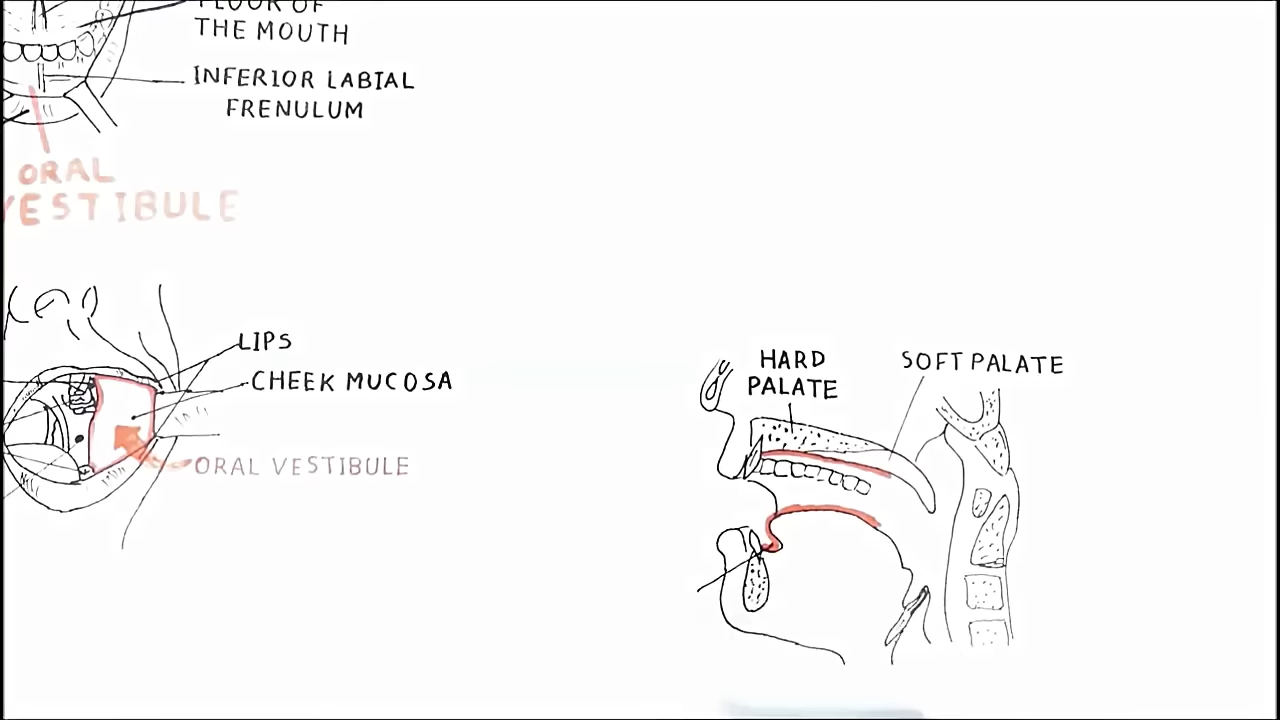 FLOOR OF
THE MOUTH
INFERIOR LABIAL
FRENULUM
ORAL
VESTIBULE
LIPS
CHEEK MUCOSA
ORAL VESTIBULE
HARD
PALATE
SOFT PALATE